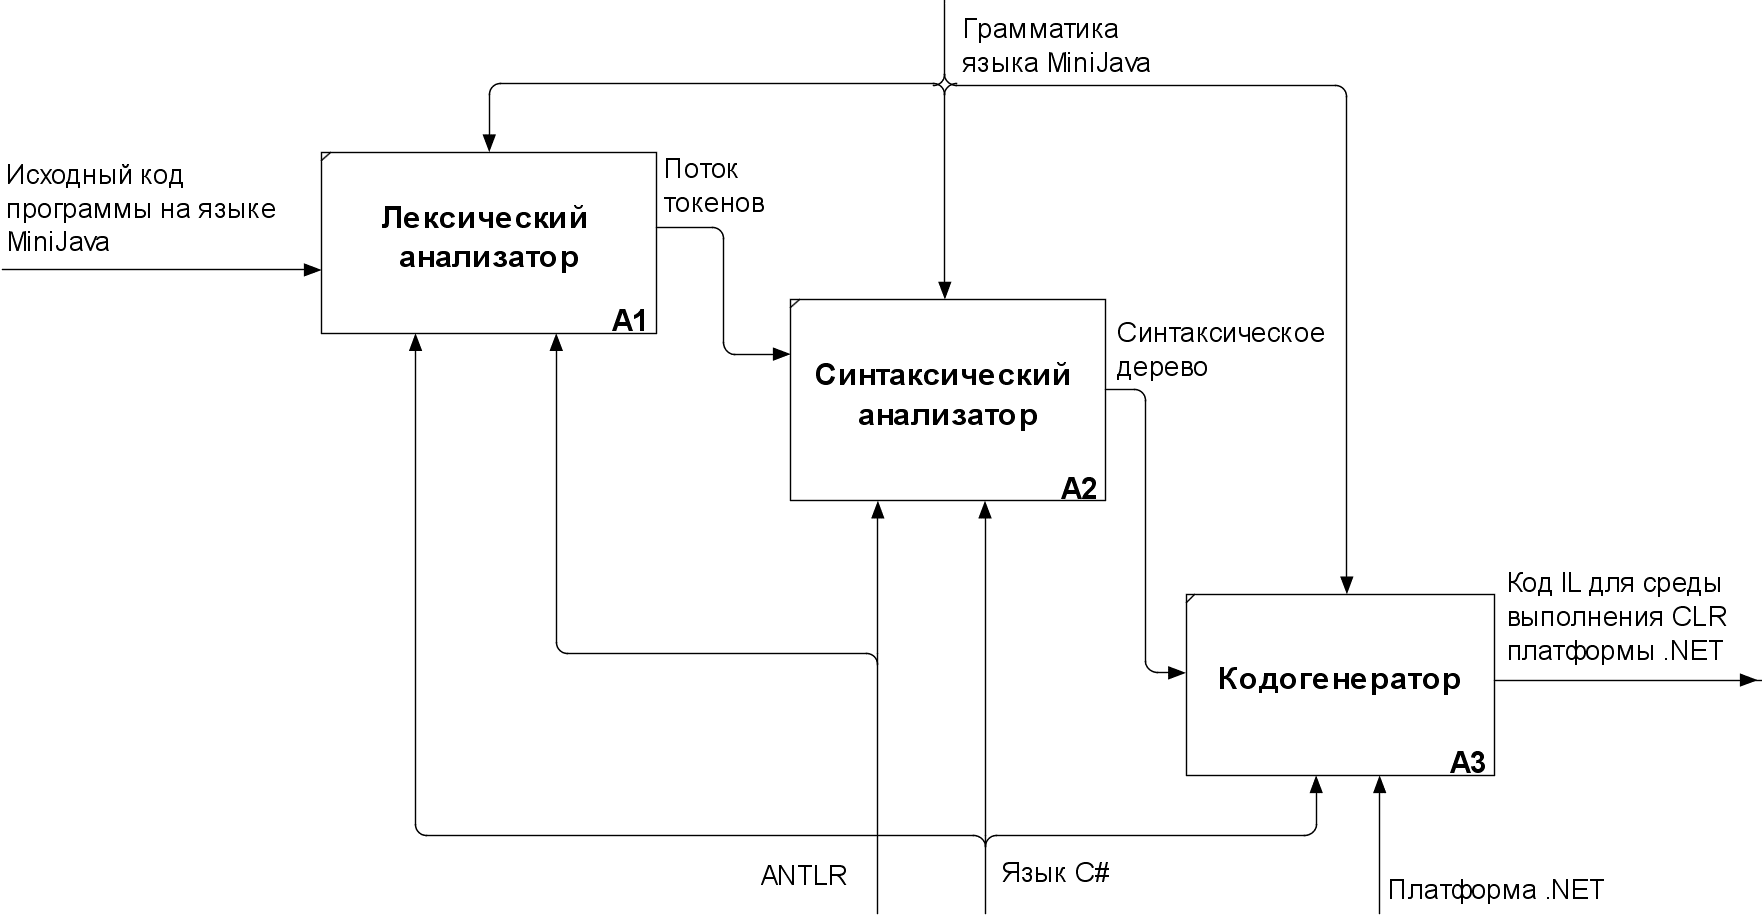 Грамматика
языка MiniJava
Исходный код
программы на языке
MiniJava
Лексический
анализатор
A1
Поток
токенов
Синтаксический
анализатор
A2
Синтаксическое
дерево
Кодогенератор
A3
Код IL для среды
выполнения CLR
платформы .NET
ANTLR
Язык C#
Платформа .NET